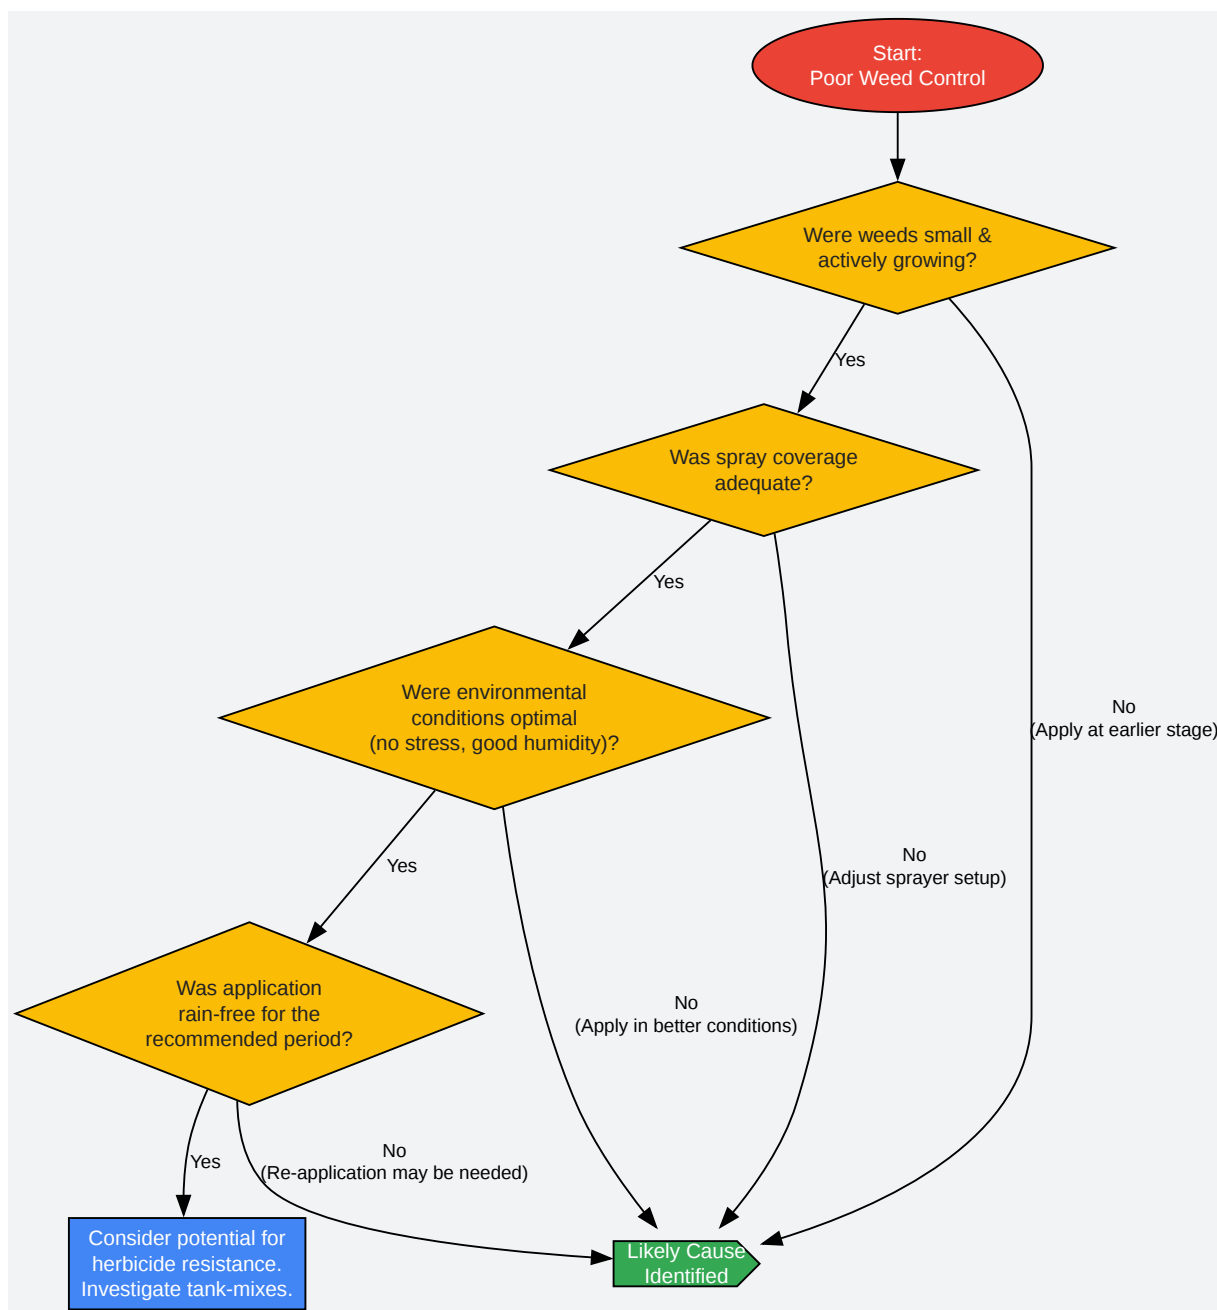 Start:
Poor Weed Control
Were weeds small &
actively growing?
Yes
Was spray coverage
adequate?
Yes
Were environmental
conditions optimal
(no stress, good humidity)?
No
(Apply at earlier stage)
No
(Adjust sprayer setup)
Yes
Was application
rain-free for the
recommended period?
No
(Apply in better conditions)
Yes
No
(Re-application may be needed)
Consider potential for
herbicide resistance.
Investigate tank-mixes.
Likely Cause
Identified